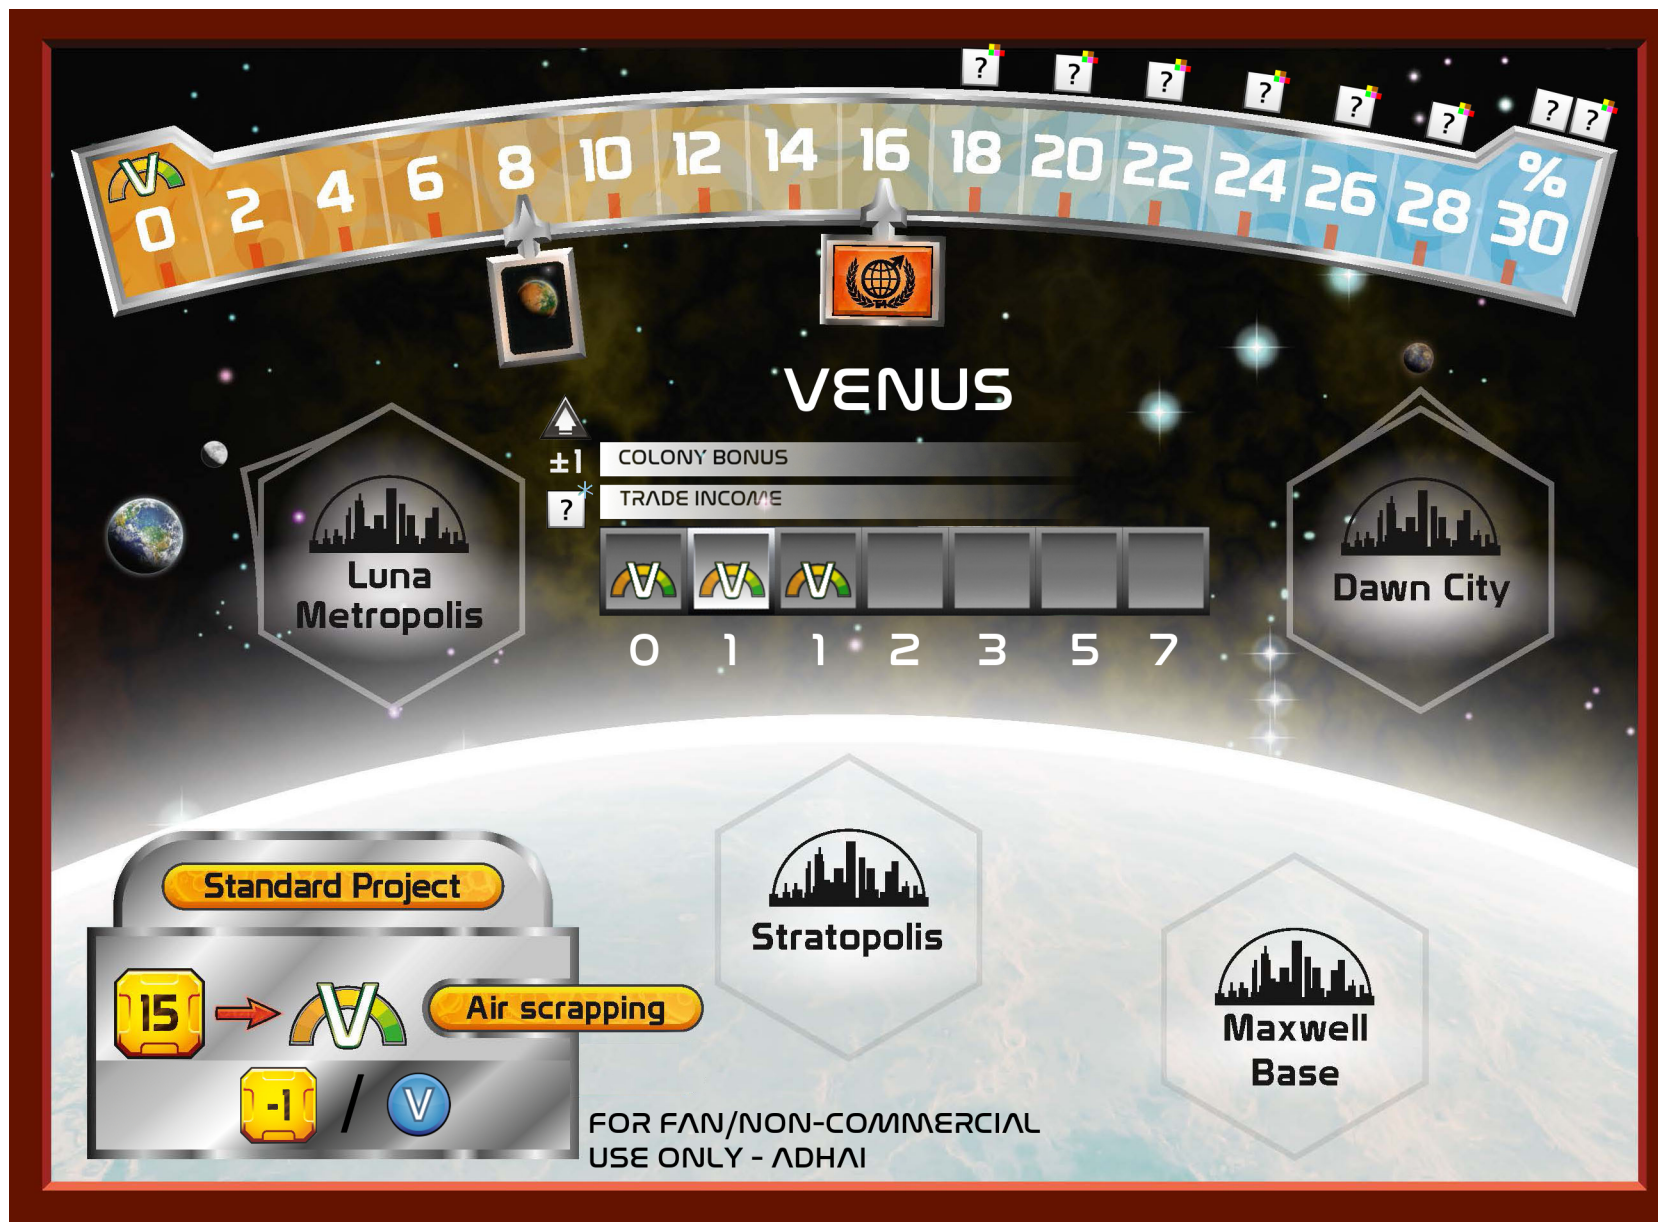 ? ? ? ? ? ? ? ?
V
0 2 4 6 8 10 12 14 16 18 20 22 24 26 28 30
%
VENUS
±1 COLONY BONUS
?* TRADE INCOME
V V V
0 1 1 2 3 5 7
Luna
Metropolis
Dawn City
Stratopolis
Maxwell
Base
Standard Project
15 V Air scrapping
-1 / V
FOR FAN/NON-COMMERCIAL
USE ONLY - ADHAI